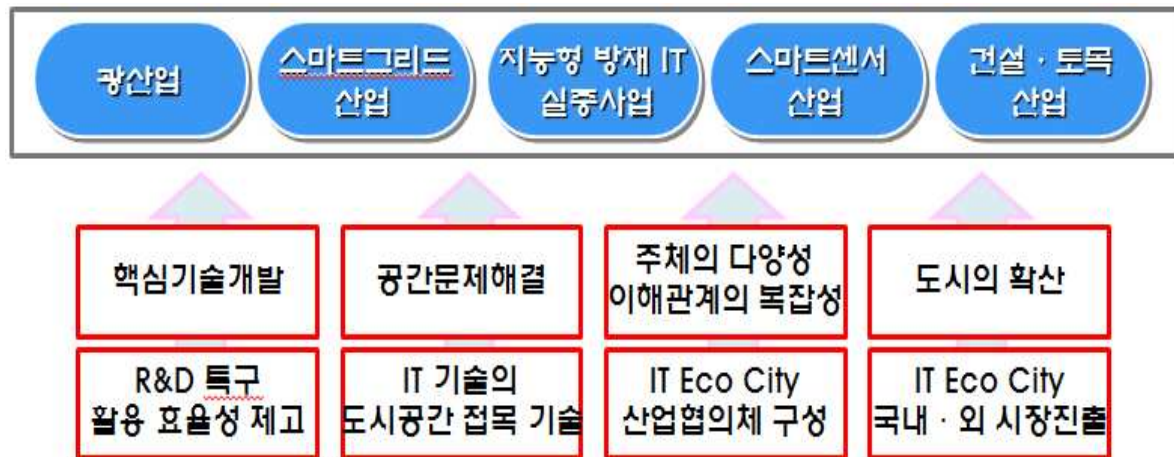 광산업
스마트그리드
산업
지능형 방재 IT
실증사업
스마트센서
산업
건설 · 토목
산업
핵심기술개발
공간문제해결
주체의 다양성
이해관계의 복잡성
도시의 확산
R&D 특구
활용 효율성 제고
IT 기술의
도시공간 접목 기술
IT Eco City
산업협의체 구성
IT Eco City
국내 · 외 시장진출